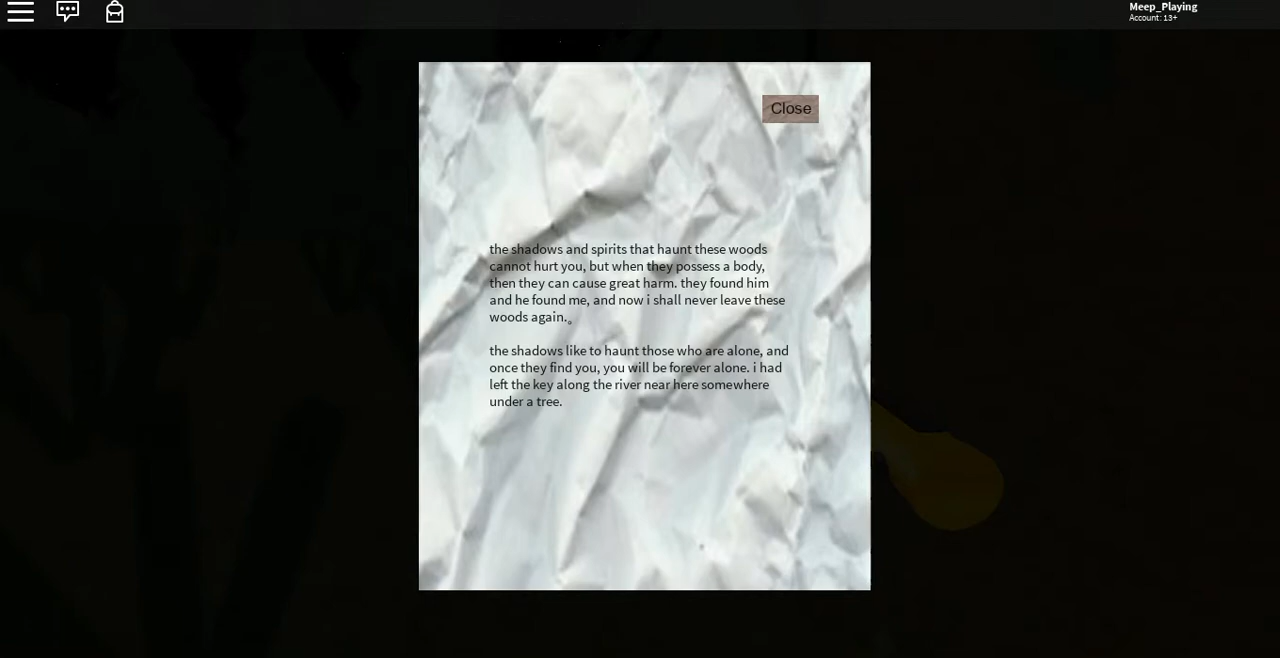 Meep_Playing
Account: 13+
Close
the shadows and spirits that haunt these woods
cannot hurt you, but when they possess a body,
then they can cause great harm. they found him
and he found me, and now i shall never leave these
woods again.。
the shadows like to haunt those who are alone, and
once they find you, you will be forever alone. i had
left the key along the river near here somewhere
under a tree.